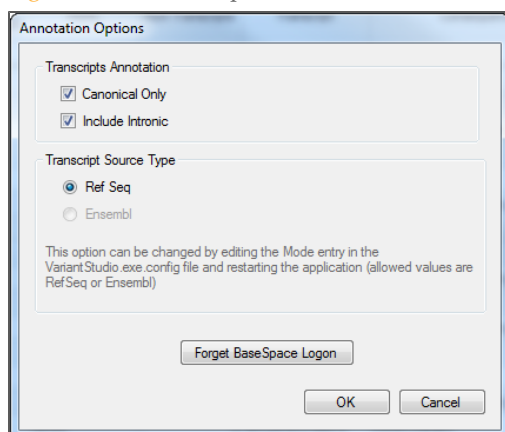 Annotation Options
Transcripts Annotation
Canonical Only
Include Intronic
Transcript Source Type
Ref Seq
Ensembl
This option can be changed by editing the Mode entry in the
VariantStudio.exe.config file and restarting the application (allowed values are
RefSeq or Ensembl)
Forget BaseSpace Logon
OK Cancel